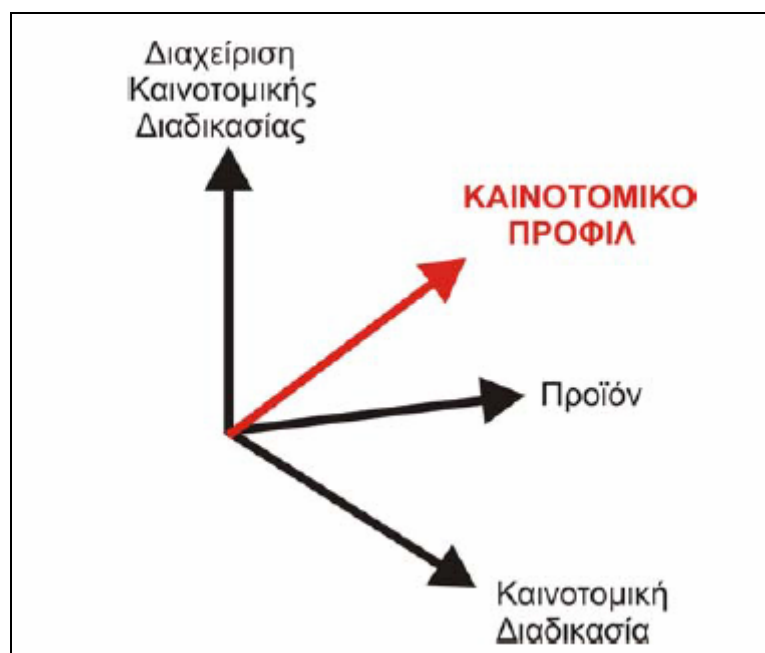 Διαχείριση
Καινοτομικής
Διαδικασίας
ΚΑΙΝΟΤΟΜΙΚΟ
ΠΡΟΦΙΛ
Προϊόν
Καινοτομική
Διαδικασία